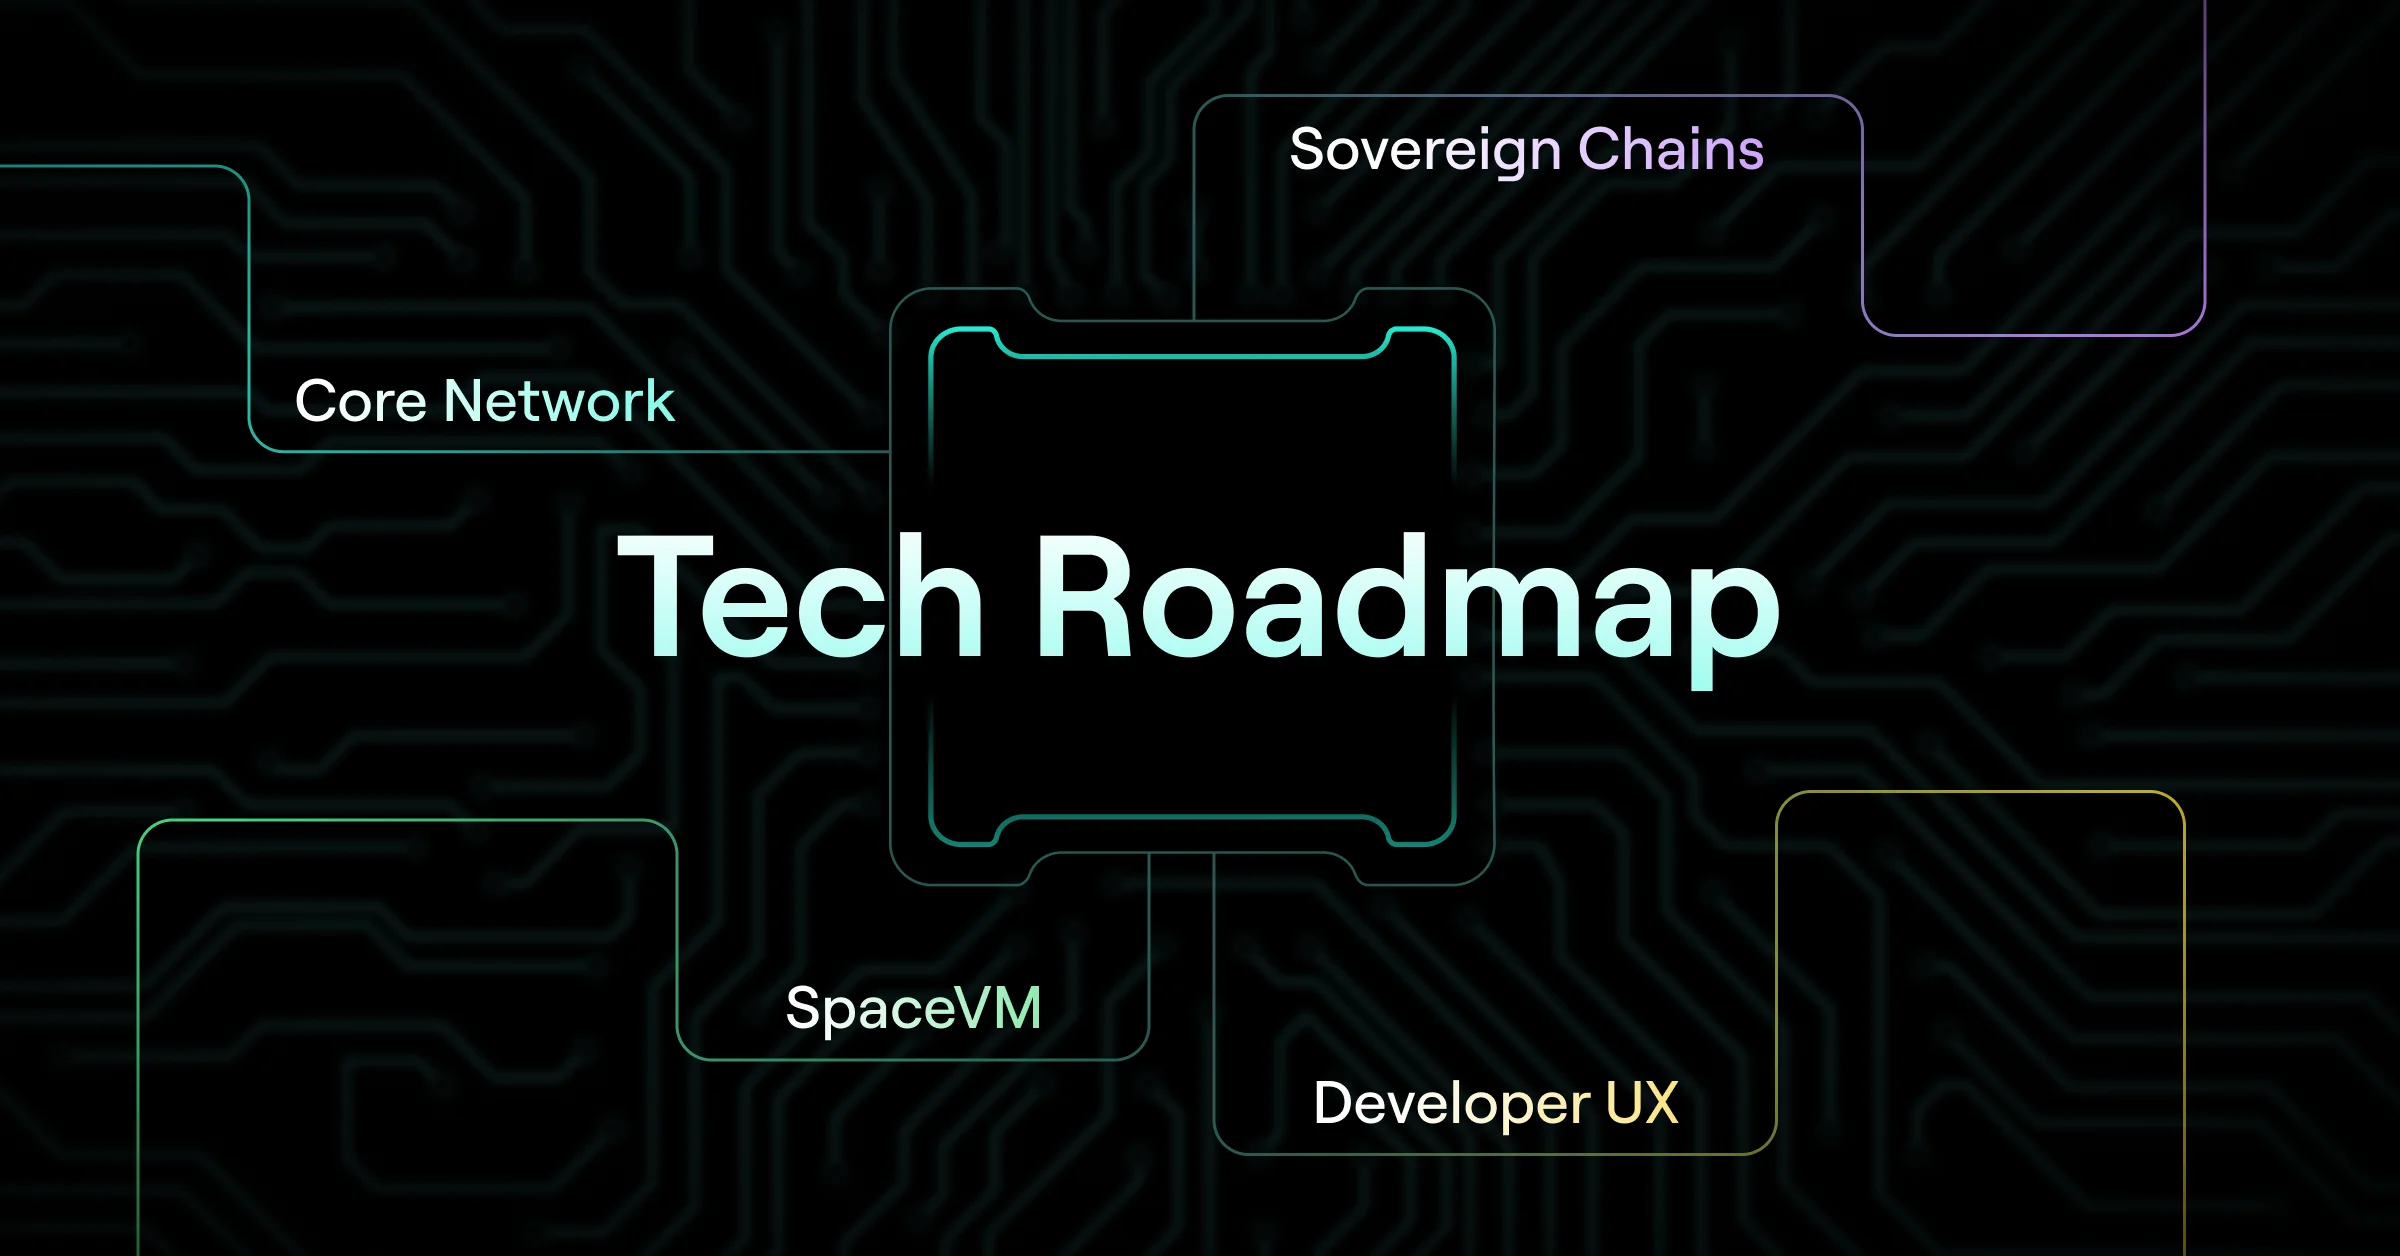 Sovereign Chains
Core Network
Tech Roadmap
SpaceVM
Developer UX